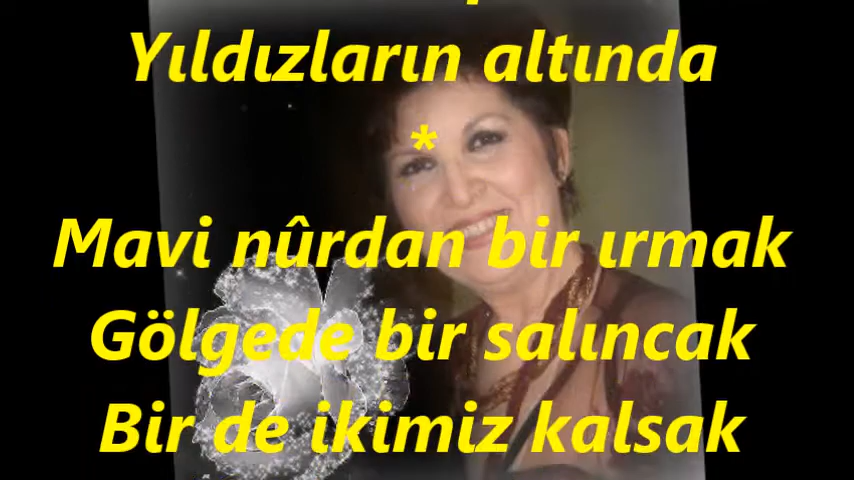 Yıldızların altında
*
Mavi nûrdan bir ırmak
Gölgede bir salıncak
Bir de ikimiz kalsak